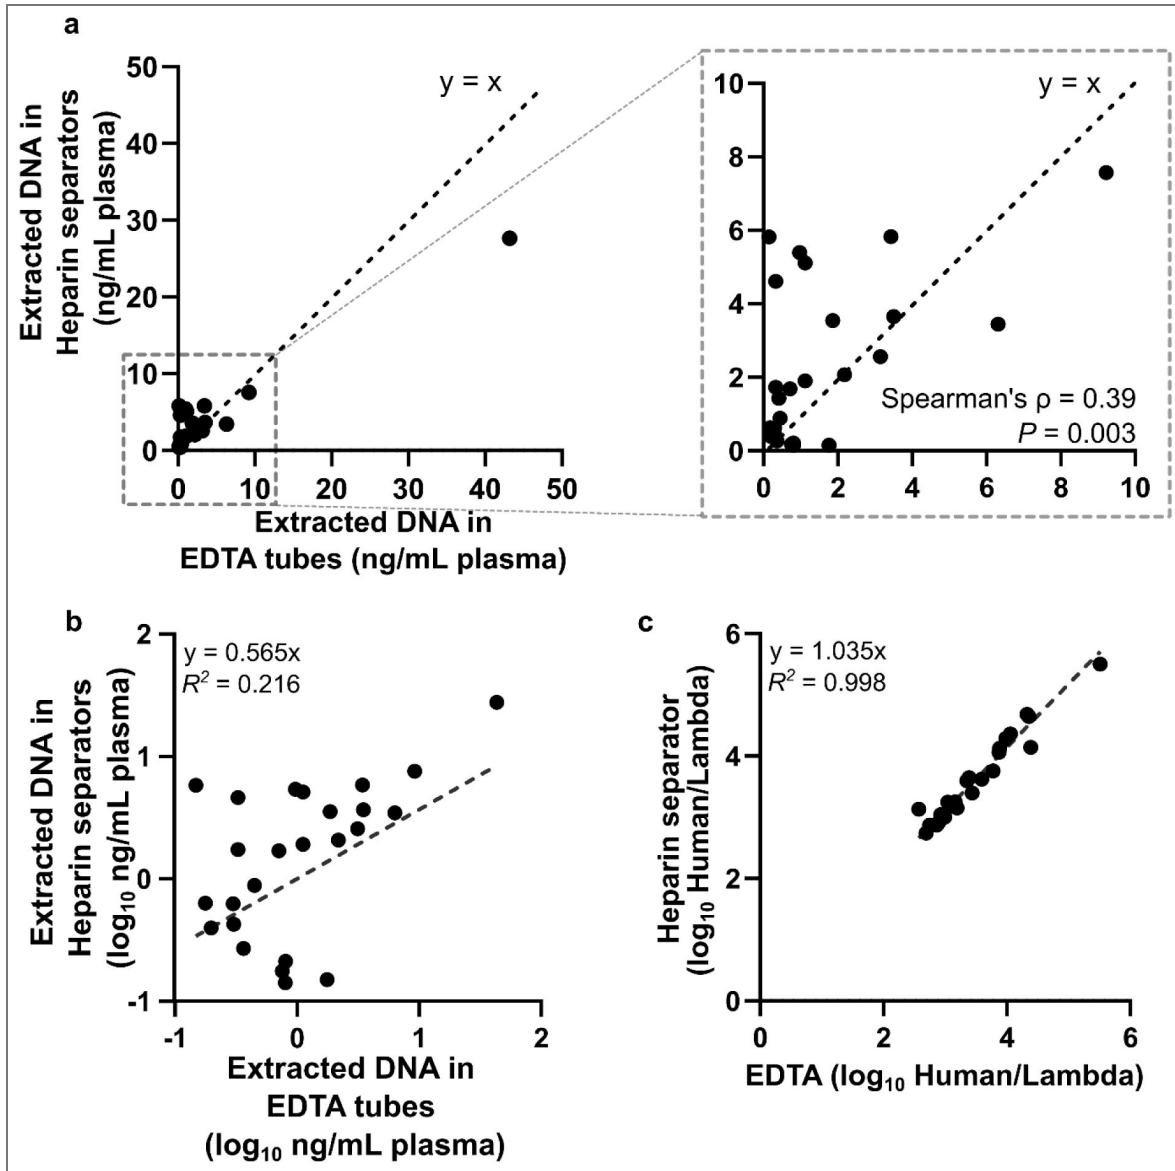 a
Extracted DNA in
Heparin separators
(ng/mL plasma)
50
40
30
20
10
0
y = x
0 10 20 30 40 50
Extracted DNA in
EDTA tubes (ng/mL plasma)
10
8
6
4
2
0
y = x
Spearman's ρ = 0.39
P = 0.003
0 2 4 6 8 10
b
Extracted DNA in
Heparin separators
(log₁₀ ng/mL plasma)
2
1
0
-1
y = 0.565x
R² = 0.216
-1 0 1 2
Extracted DNA in
EDTA tubes
(log₁₀ ng/mL plasma)
c
Heparin separator
(log₁₀ Human/Lambda)
6
4
2
0
y = 1.035x
R² = 0.998
0 2 4 6
EDTA (log₁₀ Human/Lambda)